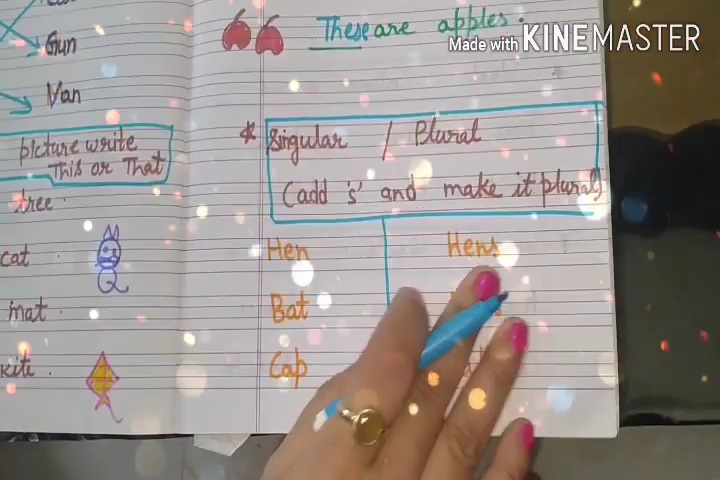 Gun
Van
picture write
This or That
tree.
cat
mat.
kite.
These are apples.
Made with KINEMASTER
* Singular / Plural
(add 's' and make it plural)
Hen Hens
Bat
Cap